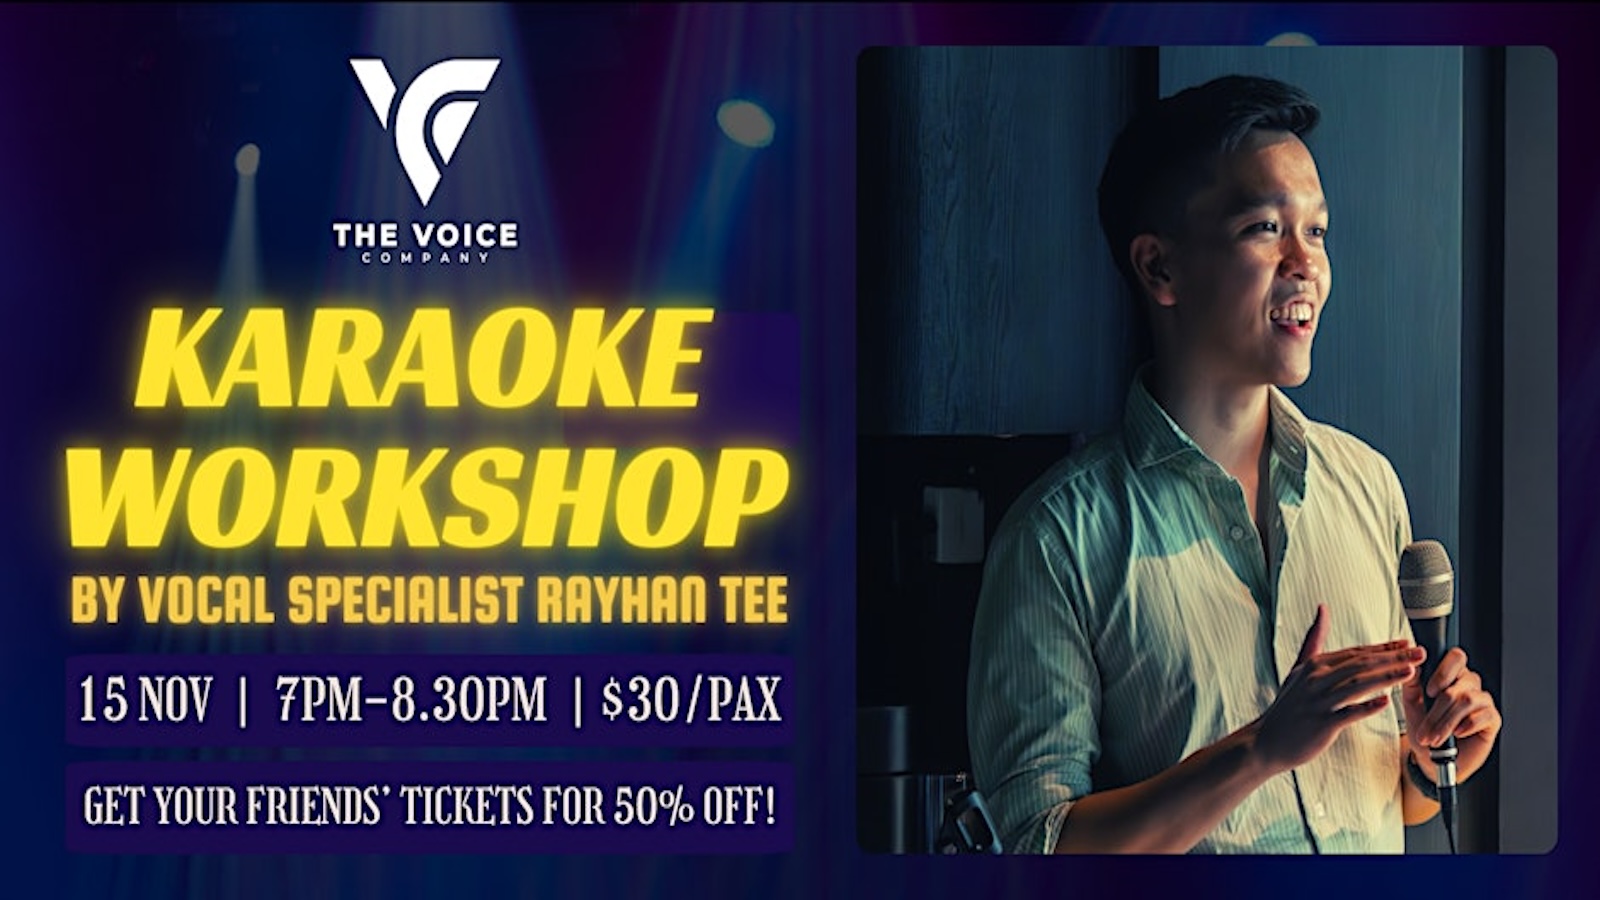 THE VOICE
COMPANY
KARAOKE
WORKSHOP
BY VOCAL SPECIALIST RAYHAN TEE
15 NOV | 7PM-8.30PM | $30/PAX
GET YOUR FRIENDS' TICKETS FOR 50% OFF!